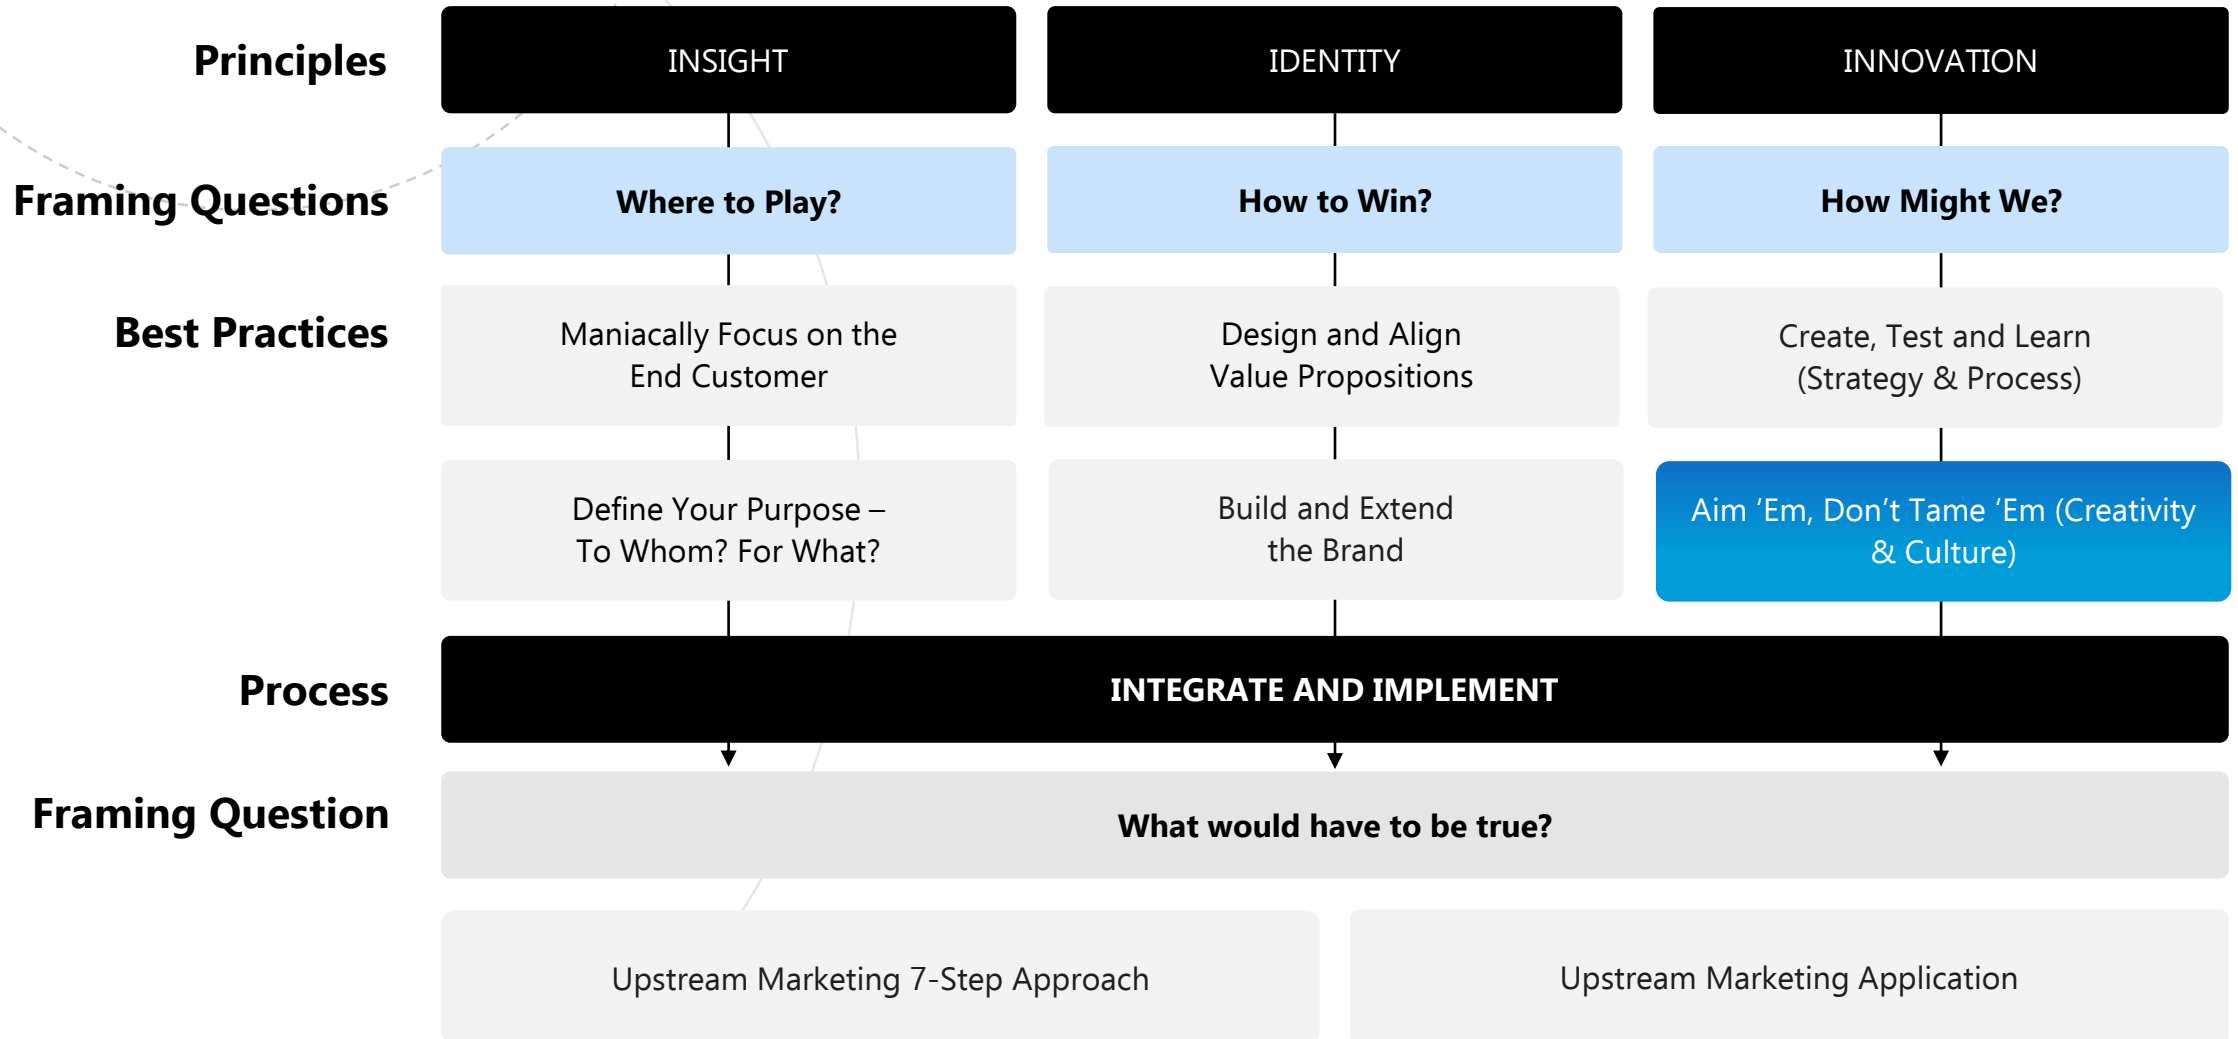 Principles
INSIGHT
IDENTITY
INNOVATION
Framing Questions
Where to Play?
How to Win?
How Might We?
Best Practices
Maniacally Focus on the
End Customer
Design and Align
Value Propositions
Create, Test and Learn
(Strategy & Process)
Define Your Purpose –
To Whom? For What?
Build and Extend
the Brand
Aim ‘Em, Don’t Tame ‘Em (Creativity
& Culture)
Process
INTEGRATE AND IMPLEMENT
Framing Question
What would have to be true?
Upstream Marketing 7-Step Approach
Upstream Marketing Application